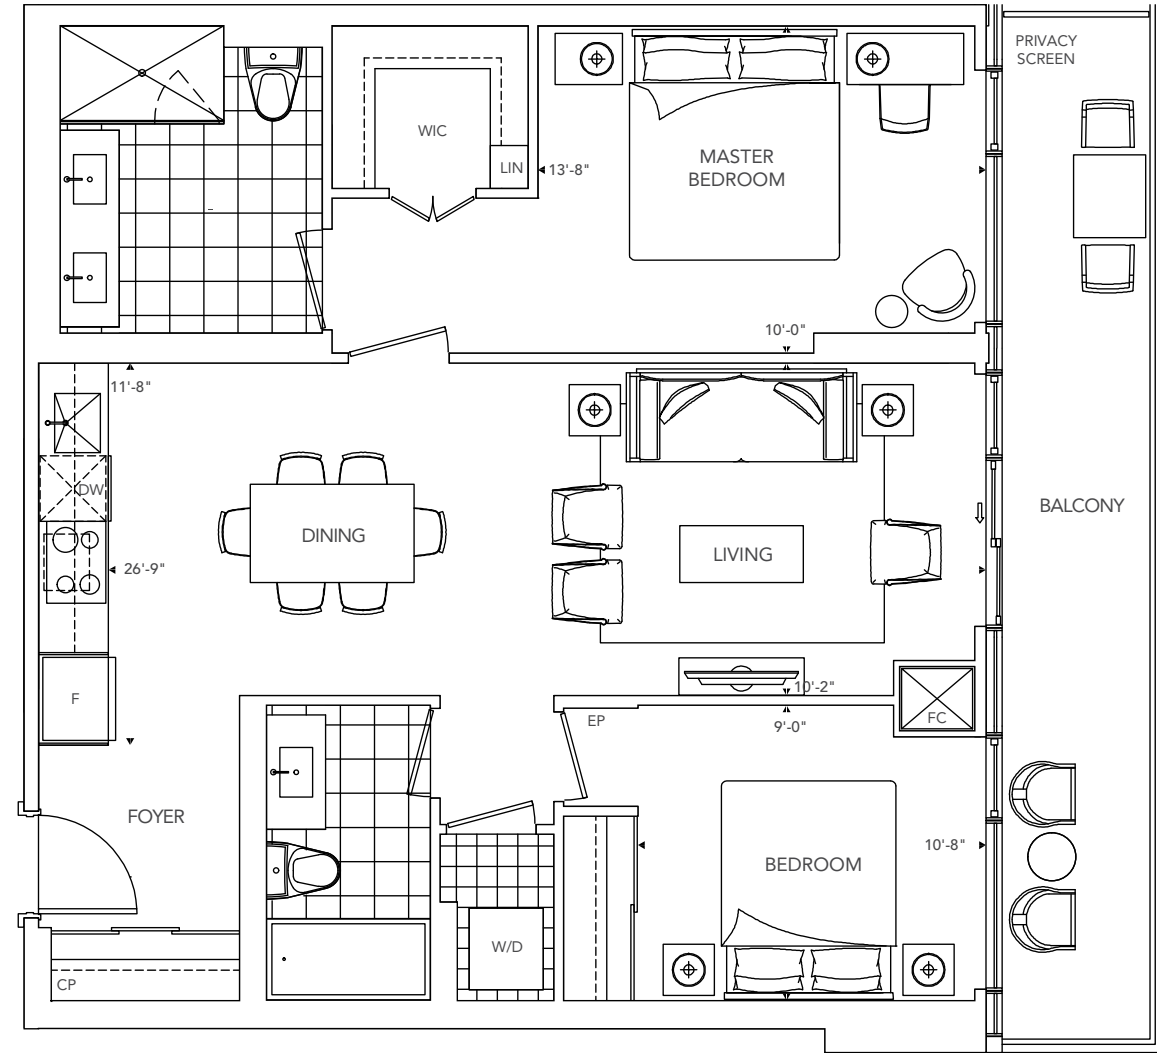 PRIVACY
SCREEN
WIC
LIN
13'-8"
MASTER
BEDROOM
10'-0"
11'-8"
DW
DINING
LIVING
BALCONY
26'-9"
F
10'-2"
EP
9'-0"
FC
FOYER
10'-8"
BEDROOM
W/D
CP